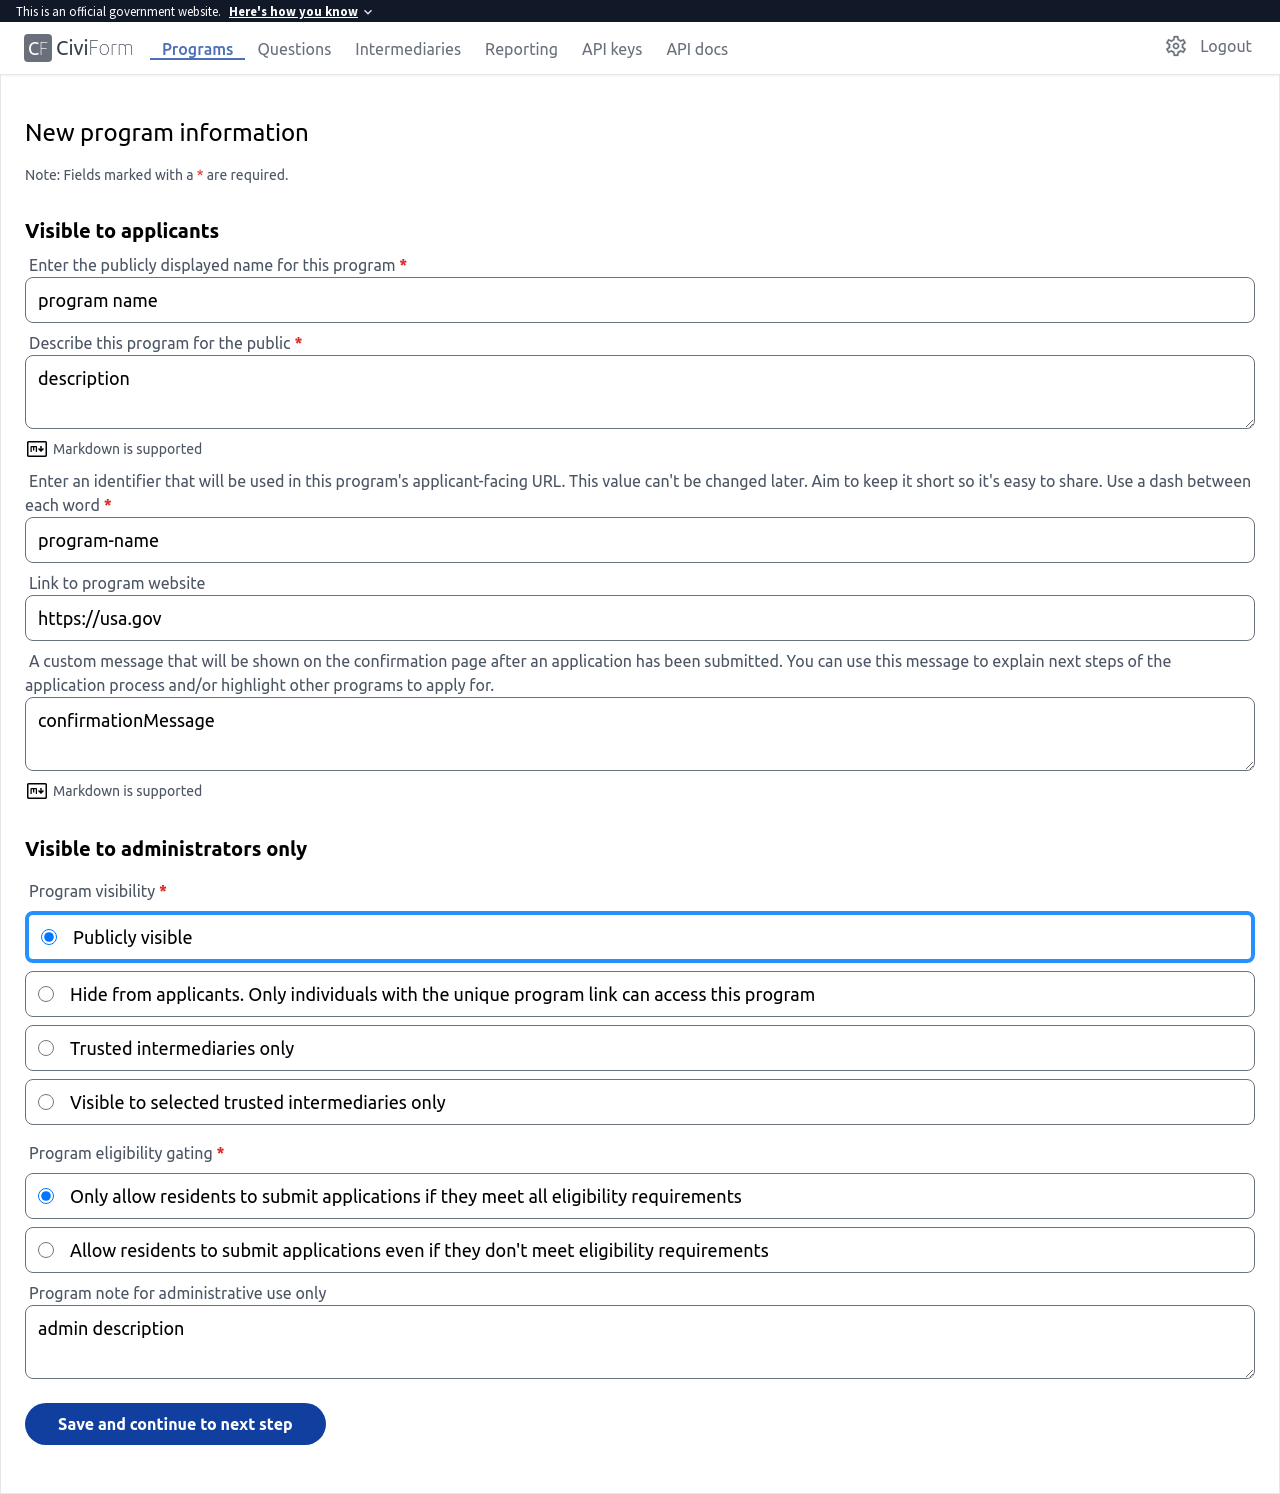 This is an official government website. Here's how you know
CF CiviForm Programs Questions Intermediaries Reporting API keys API docs Logout
New program information
Note: Fields marked with a * are required.
Visible to applicants
Enter the publicly displayed name for this program *
program name
Describe this program for the public *
description
Markdown is supported
Enter an identifier that will be used in this program's applicant-facing URL. This value can't be changed later. Aim to keep it short so it's easy to share. Use a dash between
each word *
program-name
Link to program website
https://usa.gov
A custom message that will be shown on the confirmation page after an application has been submitted. You can use this message to explain next steps of the
application process and/or highlight other programs to apply for.
confirmationMessage
Markdown is supported
Visible to administrators only
Program visibility *
Publicly visible
Hide from applicants. Only individuals with the unique program link can access this program
Trusted intermediaries only
Visible to selected trusted intermediaries only
Program eligibility gating *
Only allow residents to submit applications if they meet all eligibility requirements
Allow residents to submit applications even if they don't meet eligibility requirements
Program note for administrative use only
admin description
Save and continue to next step